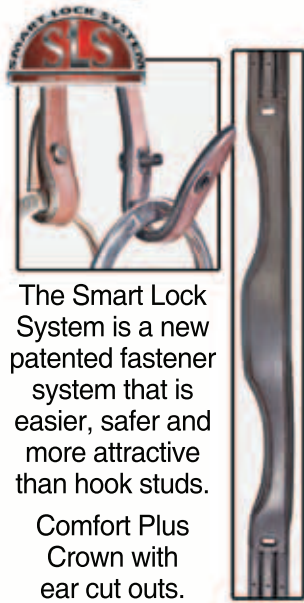 SMART LOCK SYSTEM
SLS
The Smart Lock
System is a new
patented fastener
system that is
easier, safer and
more attractive
than hook studs.
Comfort Plus
Crown with
ear cut outs.